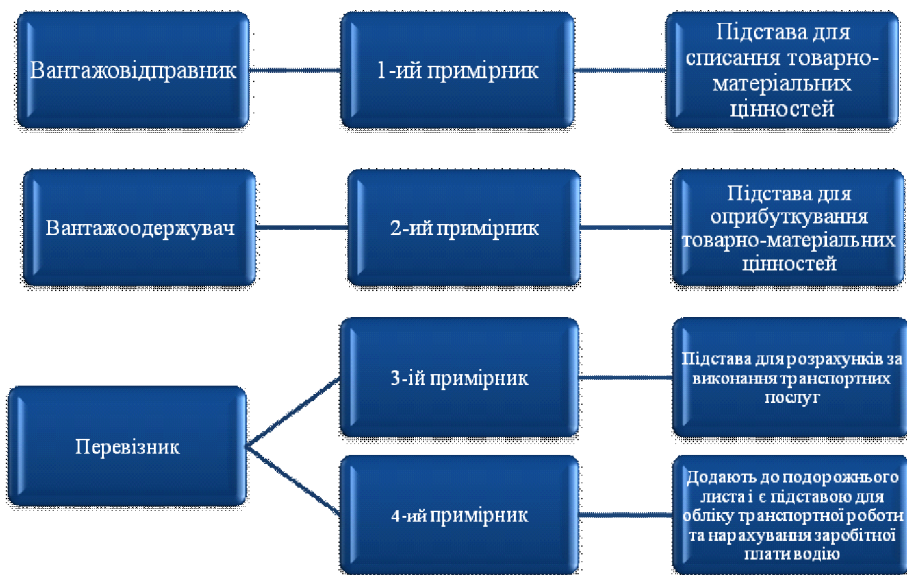 Вантажовідправник
1-ий примірник
Підстава для
списання товарно-
матеріальних
цінностей
Вантажоодержувач
2-ий примірник
Підстава для
оприбуткування
товарно-матеріальних
цінностей
Перевізник
3-ій примірник
Підстава для розрахунків за
виконання транспортних
послуг
4-ий примірник
Додають до подорожнього
листа і є підставою для
обліку транспортної роботи
та нарахування заробітної
плати водію